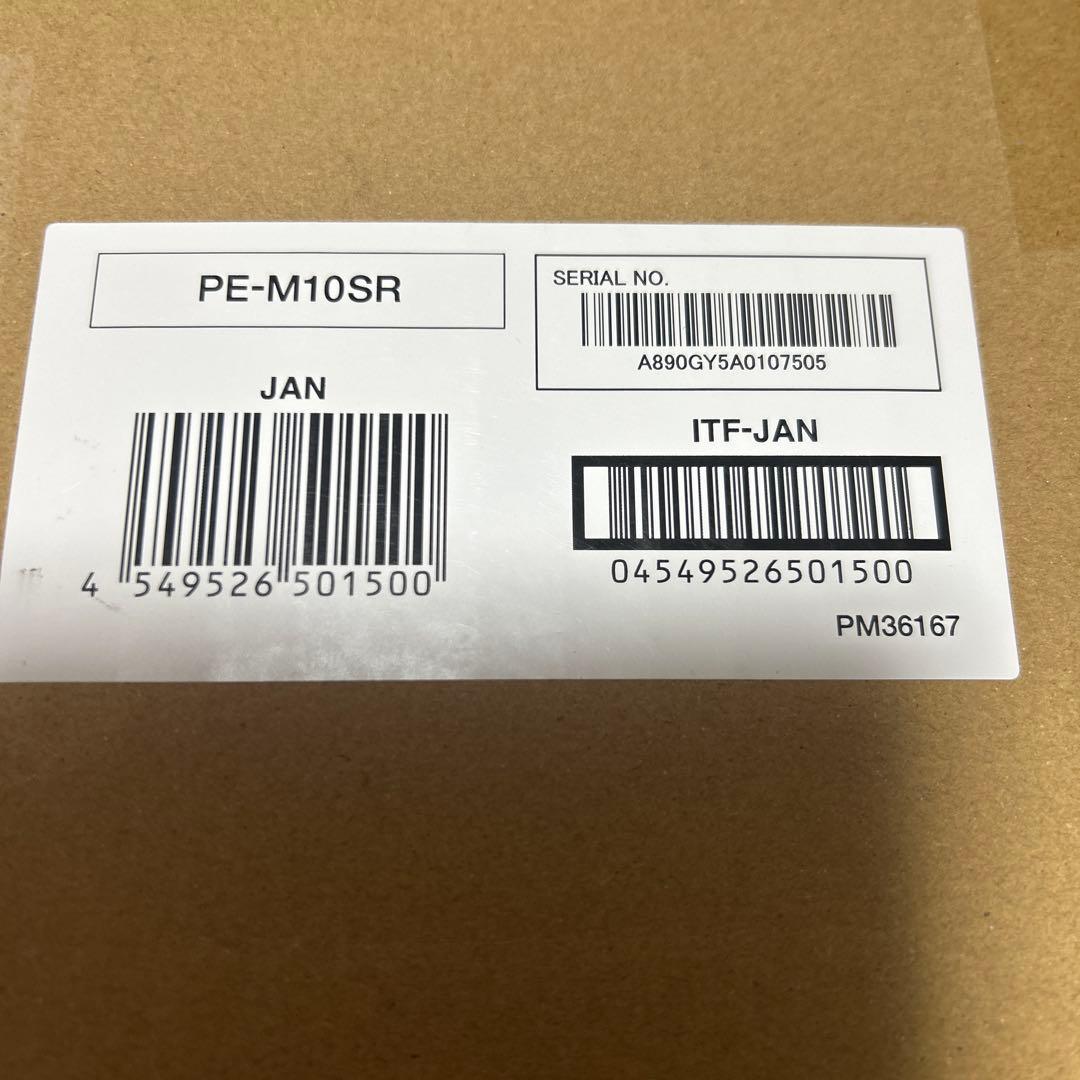 PE-M10SR
SERIAL NO.
A890GY5A0107505
JAN
4 549526 501500
ITF-JAN
04549526501500
PM36167